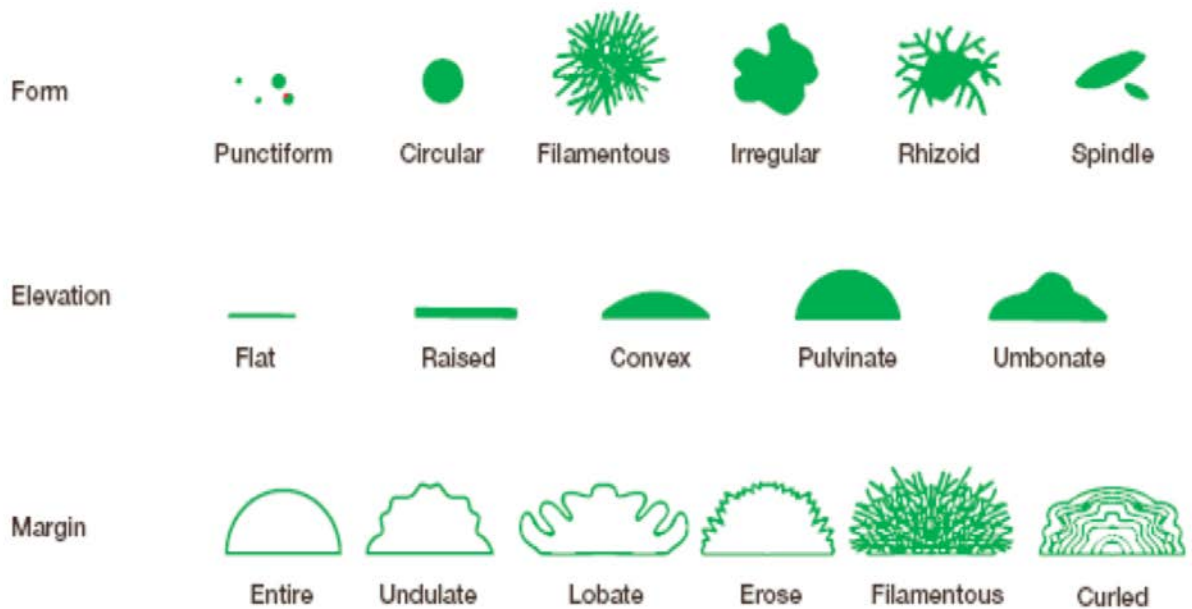 Form
Punctiform Circular Filamentous Irregular Rhizoid Spindle
Elevation
Flat Raised Convex Pulvinate Umbonate
Margin
Entire Undulate Lobate Erose Filamentous Curled